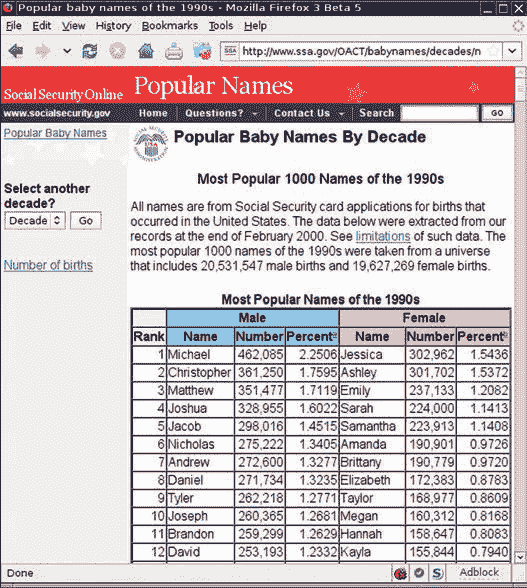 Popular baby names of the 1990s - Mozilla Firefox 3 Beta 5
File Edit View History Bookmarks Tools Help
SSA http://www.ssa.gov/OACT/babynames/decades/n
Social Security Online Popular Names
www.socialsecurity.gov Home Questions? Contact Us Search GO
Popular Baby Names
Popular Baby Names By Decade
Select another
decade?
Decade Go
Number of births
Most Popular 1000 Names of the 1990s
All names are from Social Security card applications for births that
occurred in the United States. The data below were extracted from our
records at the end of February 2000. See limitations of such data. The
most popular 1000 names of the 1990s were taken from a universe
that includes 20,531,547 male births and 19,627,269 female births.
Most Popular Names of the 1990s
Male Female
Rank Name Number Percent Name Number Percent
1 Michael 462,085 2.2506 Jessica 302,962 1.5436
2 Christopher 361,250 1.7595 Ashley 301,702 1.5372
3 Matthew 351,477 1.7119 Emily 237,133 1.2082
4 Joshua 328,955 1.6022 Sarah 224,000 1.1413
5 Jacob 298,016 1.4515 Samantha 223,913 1.1408
6 Nicholas 275,222 1.3405 Amanda 190,901 0.9726
7 Andrew 272,600 1.3277 Brittany 190,779 0.9720
8 Daniel 271,734 1.3235 Elizabeth 172,383 0.8783
9 Tyler 262,218 1.2771 Taylor 168,977 0.8609
10 Joseph 260,365 1.2681 Megan 160,312 0.8168
11 Brandon 259,299 1.2629 Hannah 158,647 0.8083
12 David 253,193 1.2332 Kayla 155,844 0.7940
Done Adblock